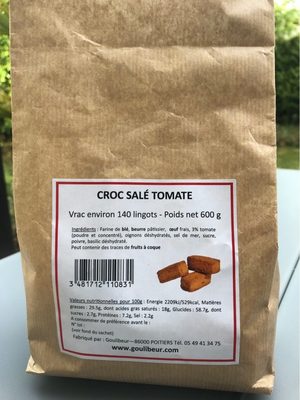 CROC SALÉ TOMATE
Vrac environ 140 lingots - Poids net 600 g
Ingrédients : Farine de blé, beurre pâtissier, œuf frais, 3% tomate
(poudre et concentré), oignons déshydratés, sel de mer, sucre,
poivre, basilic déshydraté.
Peut contenir des traces de fruits à coque
3 481712 110831
Valeurs nutritionnelles pour 100g : Energie 2209kJ/529kcal, Matières
grasses : 29.5g, dont acides gras saturés : 18g, Glucides : 58.7g, dont
sucres : 2.7g, Protéines : 7.2g, Sel : 2.2g
A consommer de préférence avant le :
N° lot :
(voir fond du sachet)
Fabriqué par : Goulibeur—86000 POITIERS Tél. 05 49 41 34 75
www.goulibeur.com